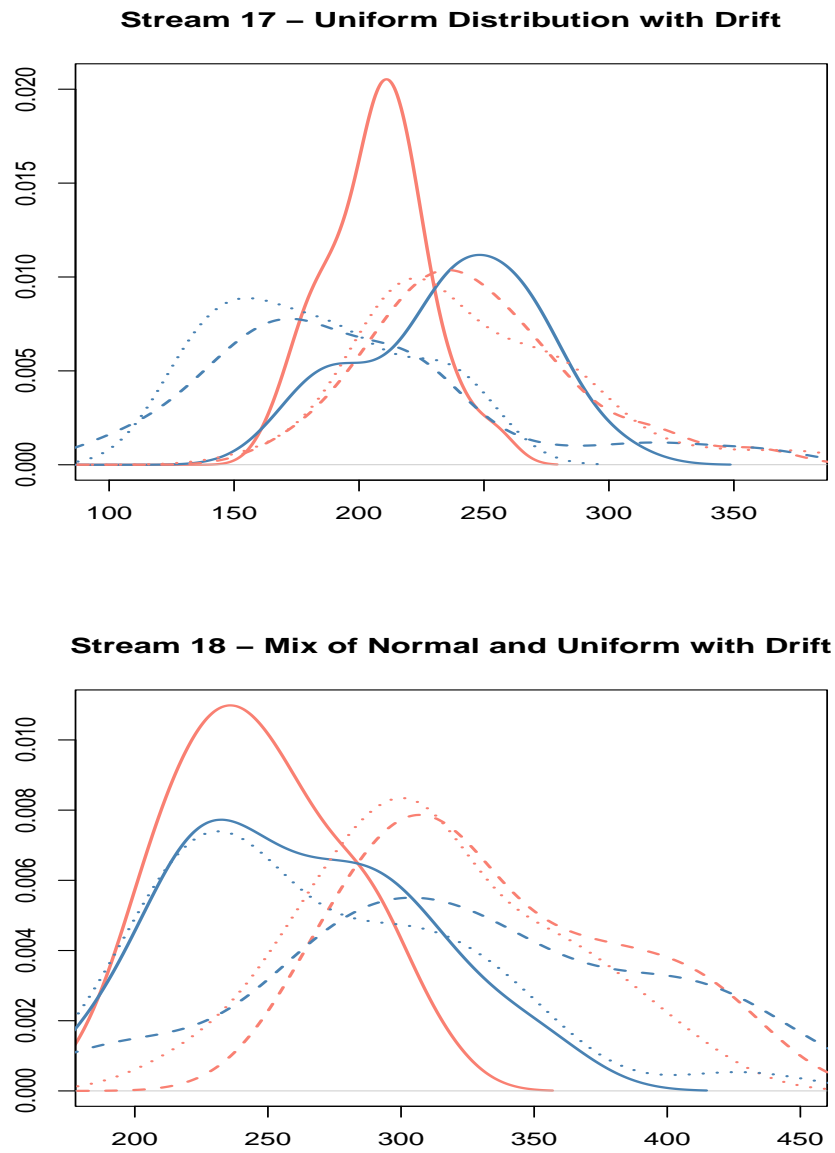 Stream 17 – Uniform Distribution with Drift
0.020
0.015
0.010
0.005
0.000
100 150 200 250 300 350
Stream 18 – Mix of Normal and Uniform with Drift
0.010
0.008
0.006
0.004
0.002
0.000
200 250 300 350 400 450